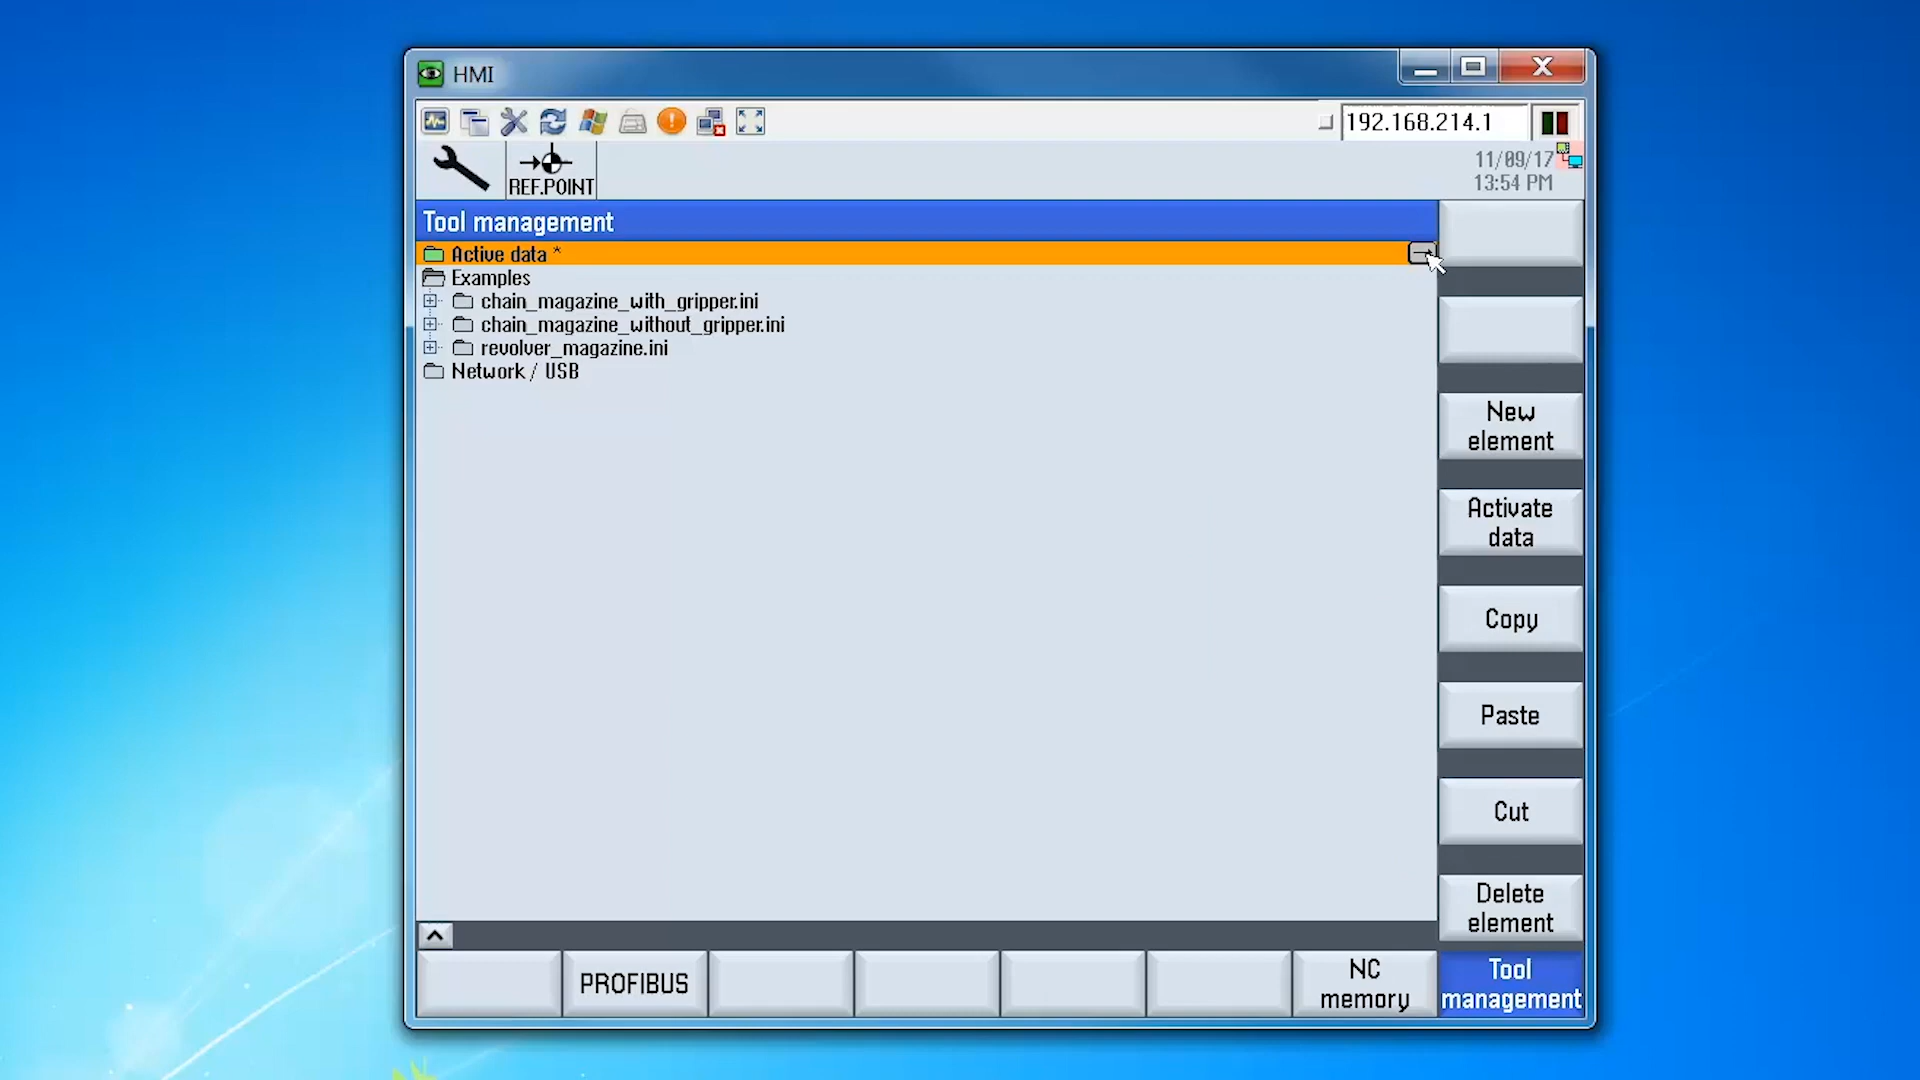 HMI
192.168.214.1
REF.POINT
11/09/17
13:54 PM
Tool management
Active data *
Examples
chain_magazine_with_gripper.ini
chain_magazine_without_gripper.ini
revolver_magazine.ini
Network / USB
New
element
Activate
data
Copy
Paste
Cut
Delete
element
PROFIBUS
NC
memory
Tool
management